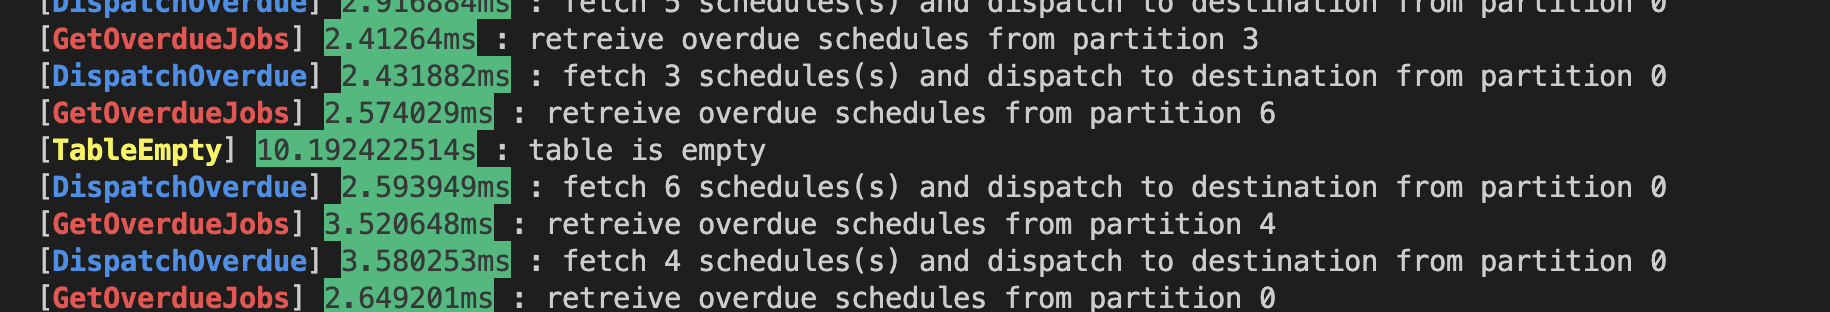 [DispatchOverdue] 2.916884ms : fetch 5 schedules(s) and dispatch to destination from partition 0
[GetOverdueJobs] 2.41264ms : retreive overdue schedules from partition 3
[DispatchOverdue] 2.431882ms : fetch 3 schedules(s) and dispatch to destination from partition 0
[GetOverdueJobs] 2.574029ms : retreive overdue schedules from partition 6
[TableEmpty] 10.192422514s : table is empty
[DispatchOverdue] 2.593949ms : fetch 6 schedules(s) and dispatch to destination from partition 0
[GetOverdueJobs] 3.520648ms : retreive overdue schedules from partition 4
[DispatchOverdue] 3.580253ms : fetch 4 schedules(s) and dispatch to destination from partition 0
[GetOverdueJobs] 2.649201ms : retreive overdue schedules from partition 0